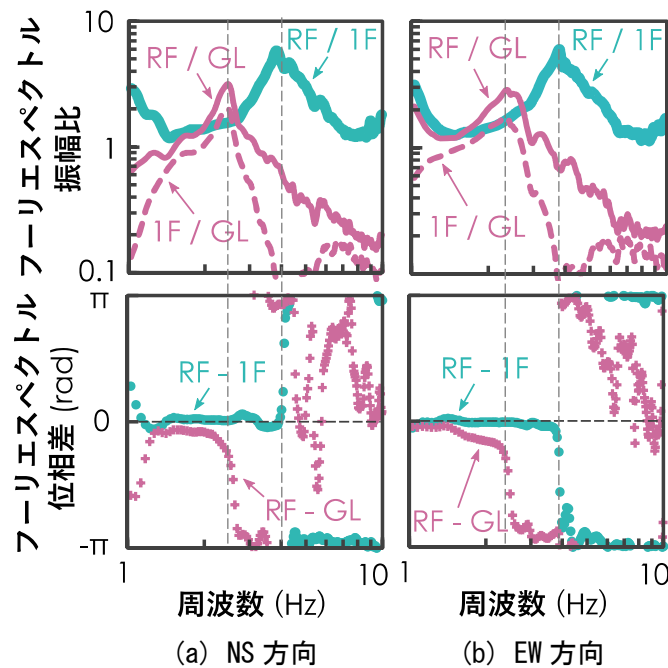 フーリエスペクトル
振幅比
10
1
0.1
RF / GL
RF / 1F
1F / GL
RF / GL
RF / 1F
1F / GL
フーリエスペクトル
位相差 (rad)
π
0
-π
RF - 1F
RF - GL
RF - 1F
RF - GL
1
10
1
10
周波数 (Hz)
周波数 (Hz)
(a) NS 方向
(b) EW 方向